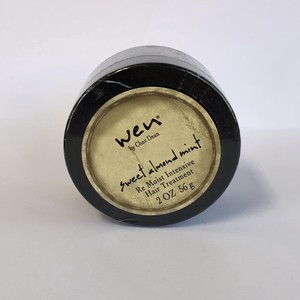 wen®
by Chaz Dean
sweet almond mint
Re Moist Intensive
Hair Treatment
2 OZ 56 g